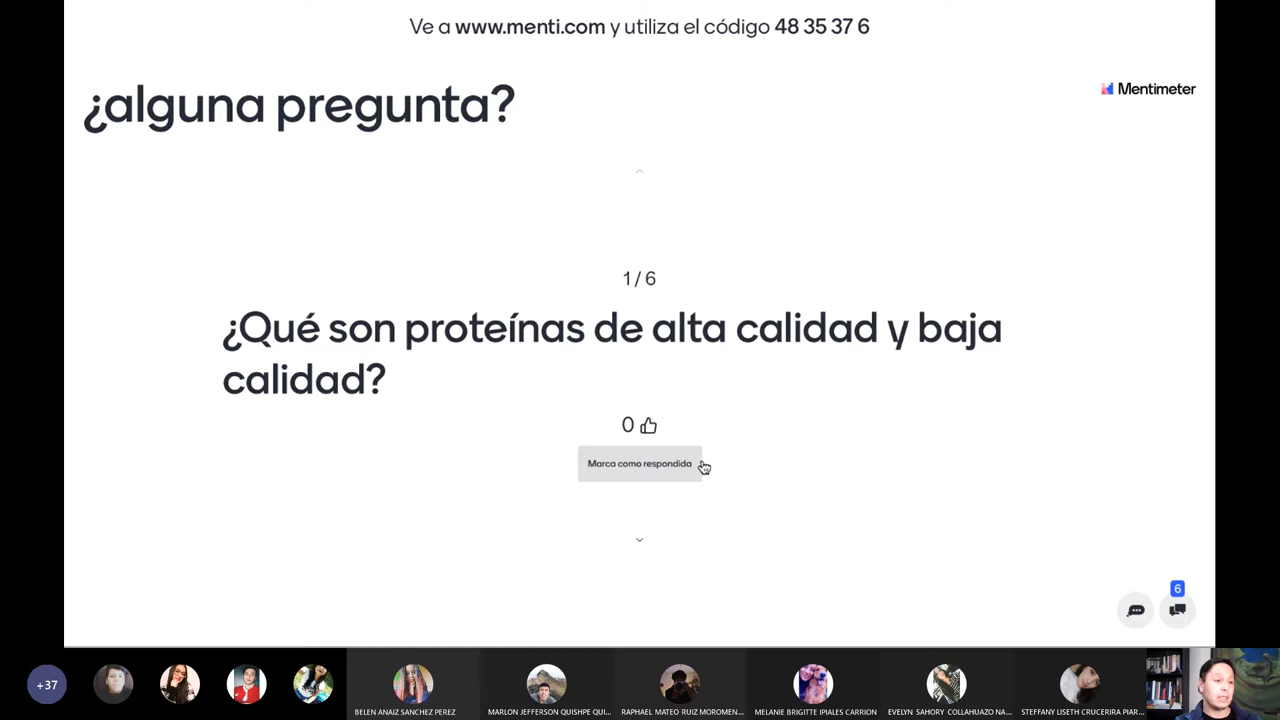 Ve a www.menti.com y utiliza el código 48 35 37 6
¿alguna pregunta?
Mentimeter
1/6
¿Qué son proteínas de alta calidad y baja
calidad?
0
Marca como respondida
6
+37
BELEN ANAIZ SANCHEZ PEREZ
MARLON JEFFERSON QUISHPE QUI...
RAPHAEL MATEO RUIZ MOROMEN...
MELANIE BRIGITTE IPIALES CARRION
EVELYN SAHORY COLLAHUAZO NA...
STEFFANY LISETH CRUCERIRA PIAR...